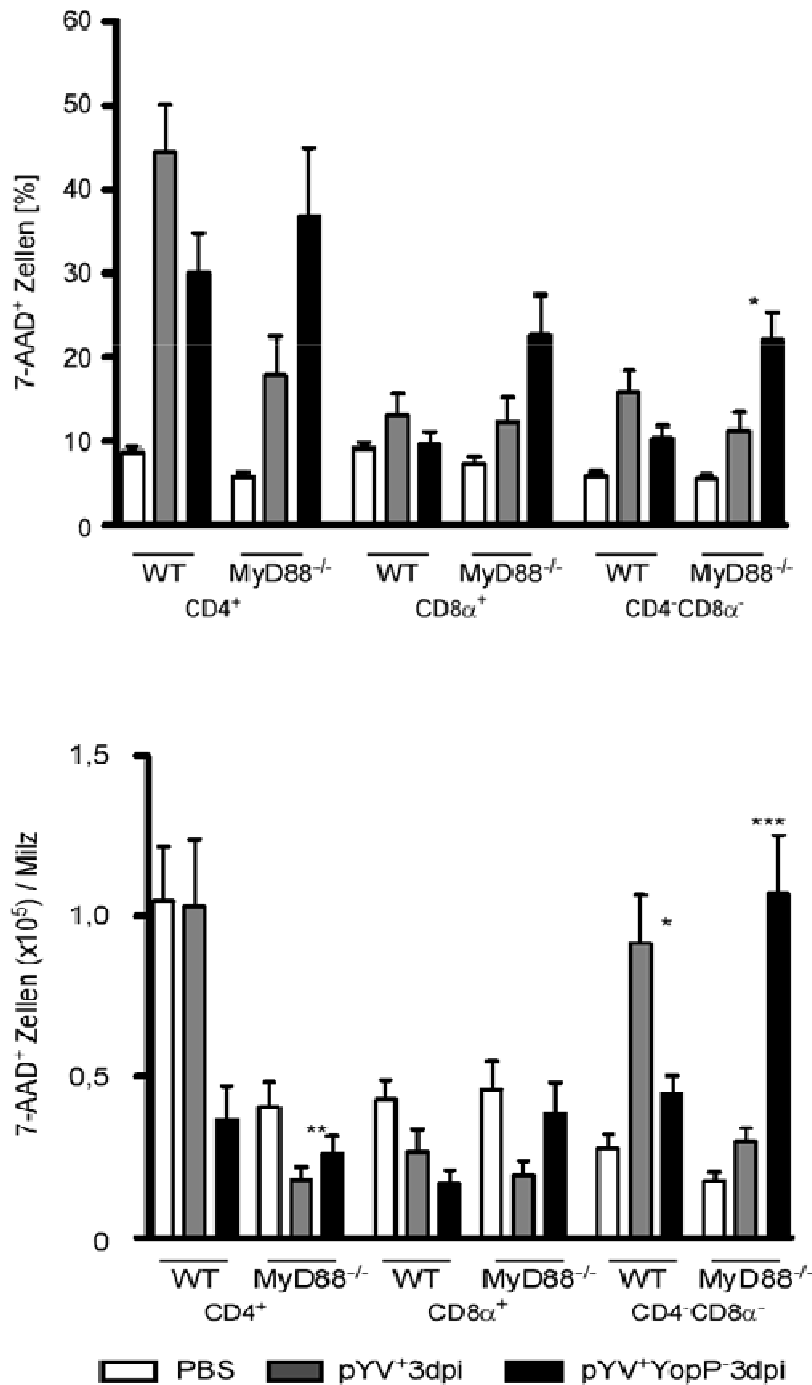 7-AAD⁺ Zellen [%]
60
50
40
30
20
10
0
*
WT MyD88⁻/⁻ WT MyD88⁻/⁻ WT MyD88⁻/⁻
CD4⁺ CD8α⁺ CD4⁻CD8α⁻
7-AAD⁺ Zellen (x10⁵) / Milz
1,5
1,0
0,5
0
** * ***
WT MyD88⁻/⁻ WT MyD88⁻/⁻ WT MyD88⁻/⁻
CD4⁺ CD8α⁺ CD4⁻CD8α⁻
PBS pYV⁺3dpi pYV⁺YopP⁻3dpi